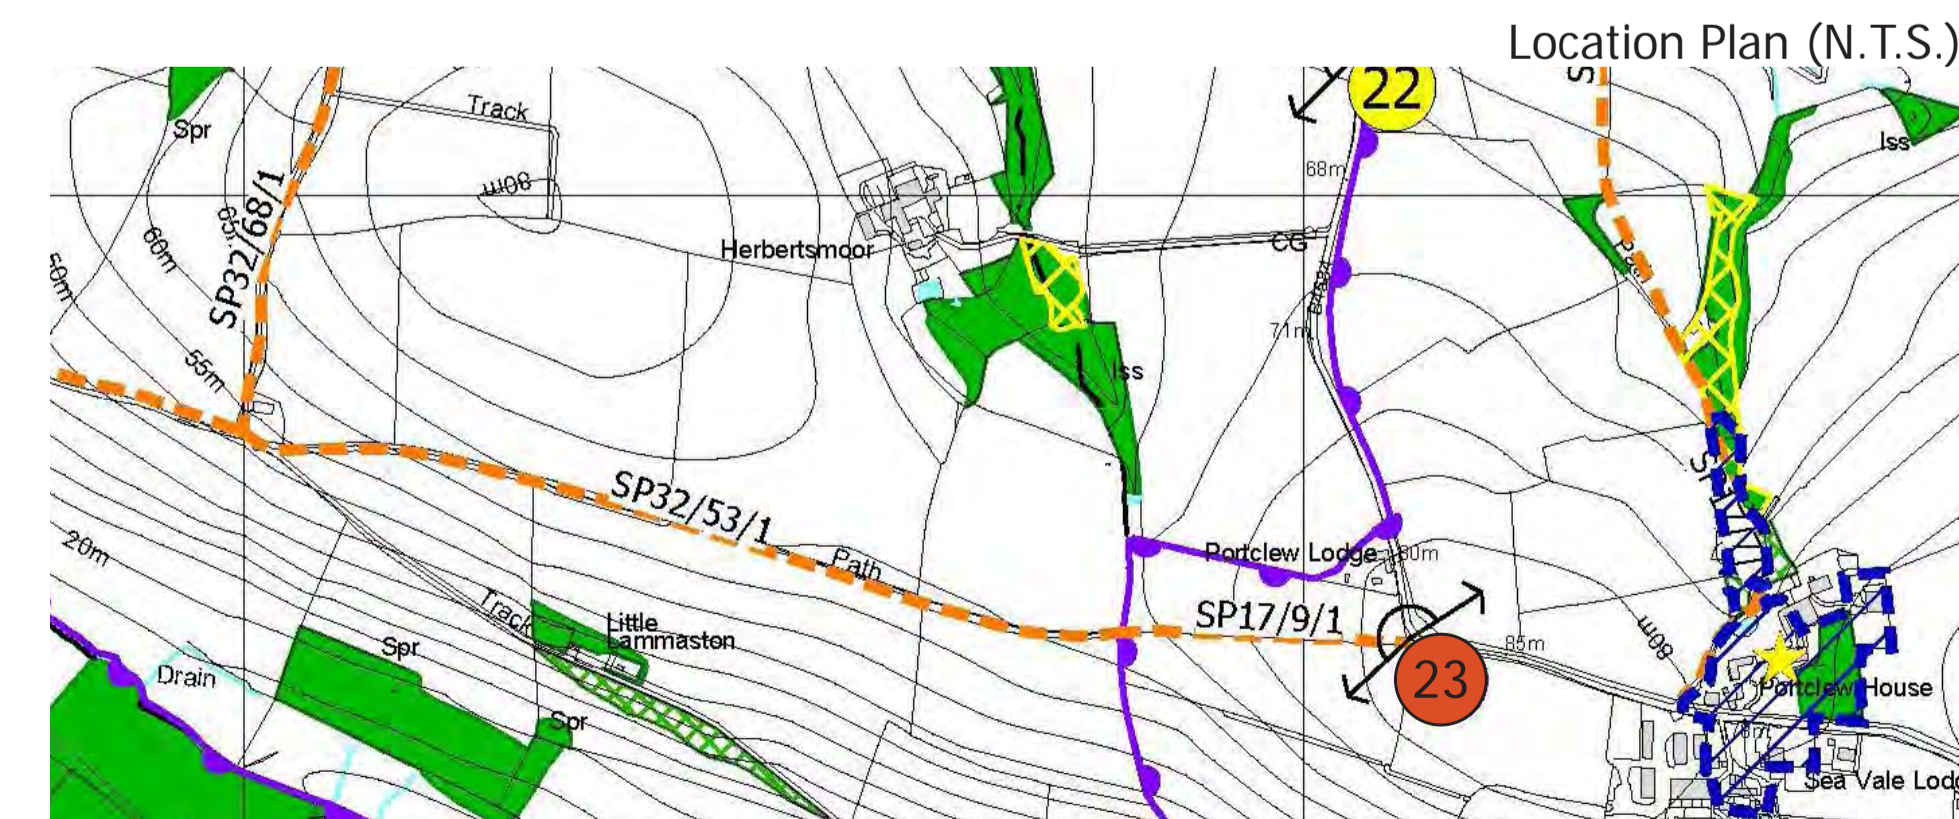 Location Plan (N.T.S.)
22
Track
Spr
Iss
68m
80m
SP32/68/1
65
60m
Herbertsmoor
CG
Path
50m
71m
55m
Iss
SP32/53/1
Path
20m
Portclew Lodge
80m
SP17/9/1
Track
Little
Lammaston
Spr
85m
80m
23
Drain
Portclew House
Spr
Sea Vale Lod